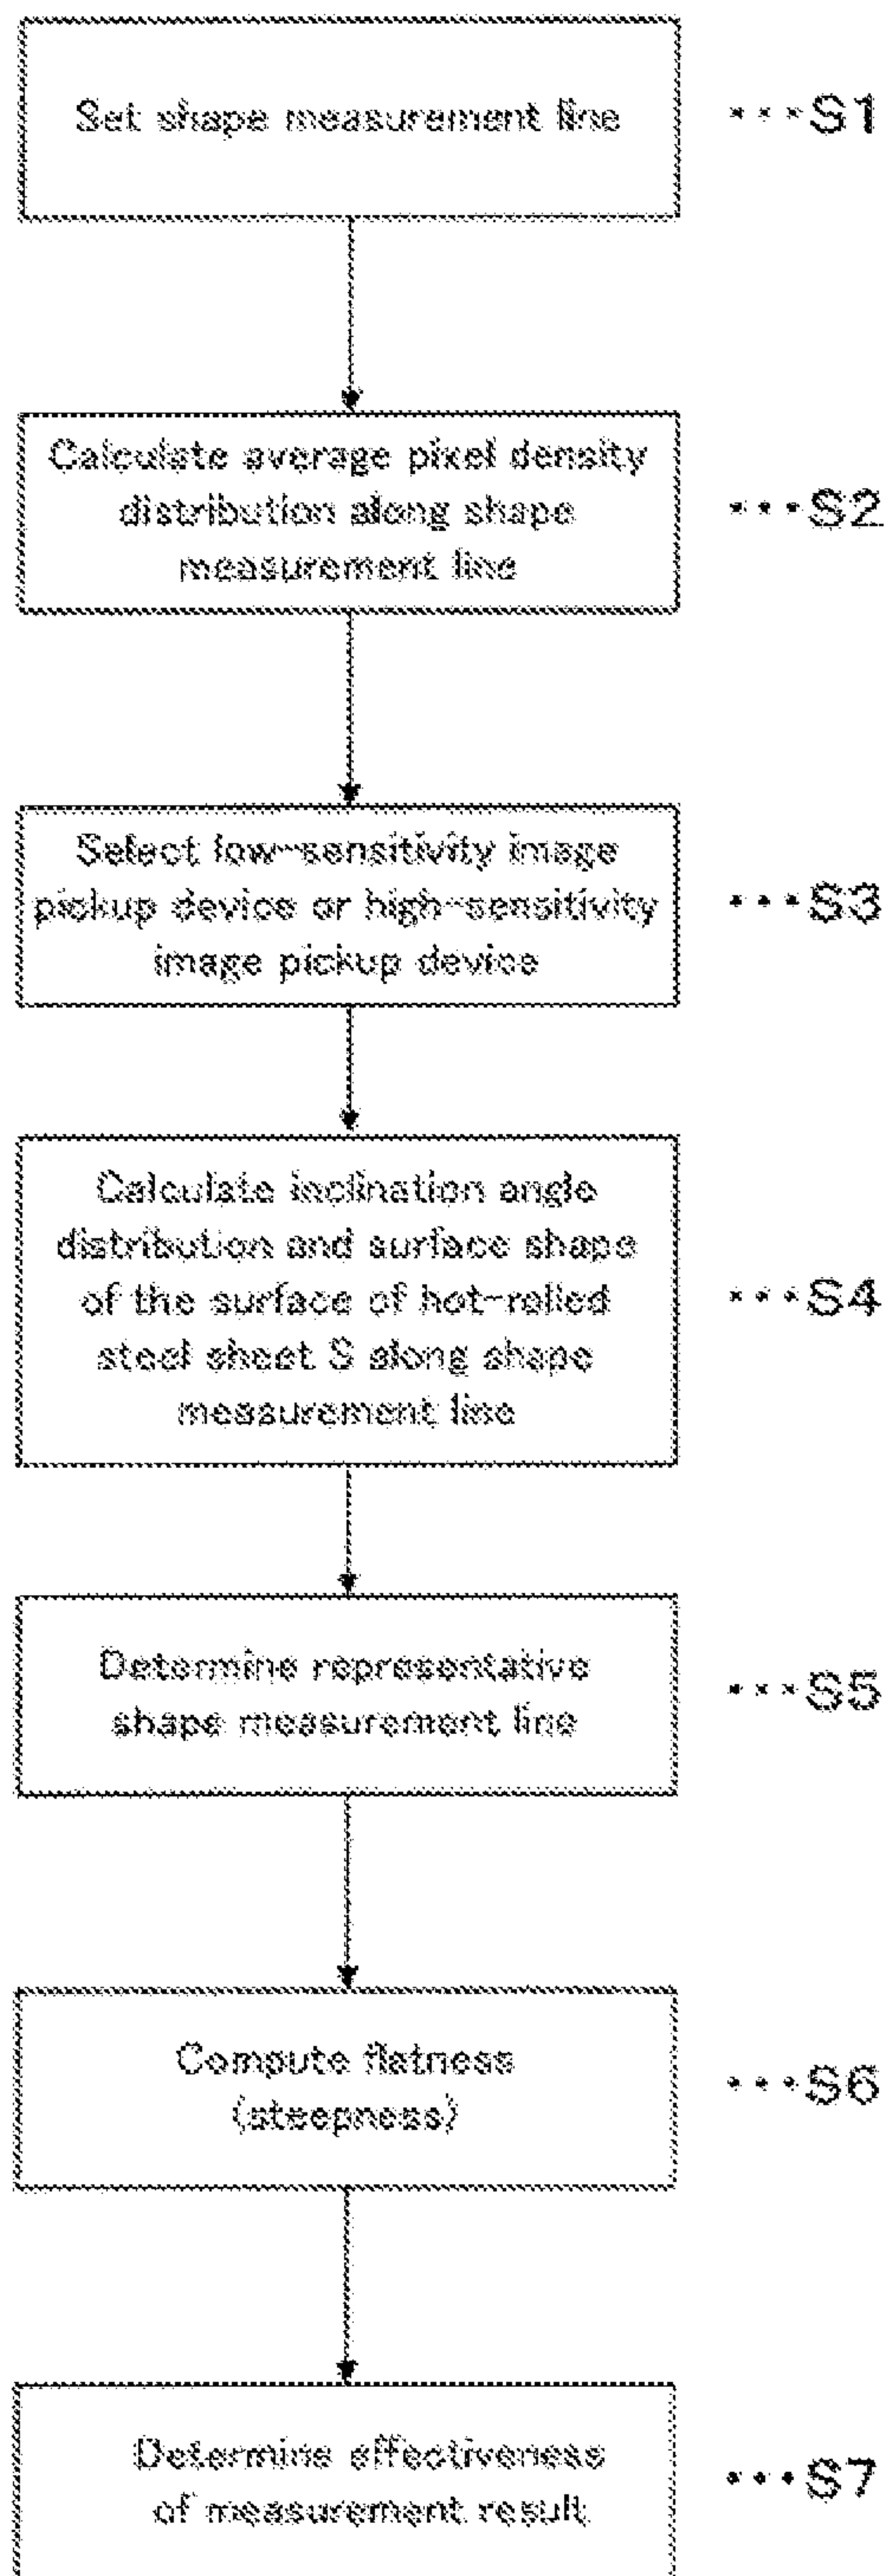 Set shape measurement line
···S1
Calculate average pixel density
distribution along shape
measurement line
···S2
Select low-sensitivity image
pickup device or high-sensitivity
image pickup device
···S3
Calculate inclination angle
distribution and surface shape
of the surface of hot-rolled
steel sheet S along shape
measurement line
···S4
Determine representative
shape measurement line
···S5
Compute flatness
(steepness)
···S6
Determine effectiveness
of measurement result
···S7